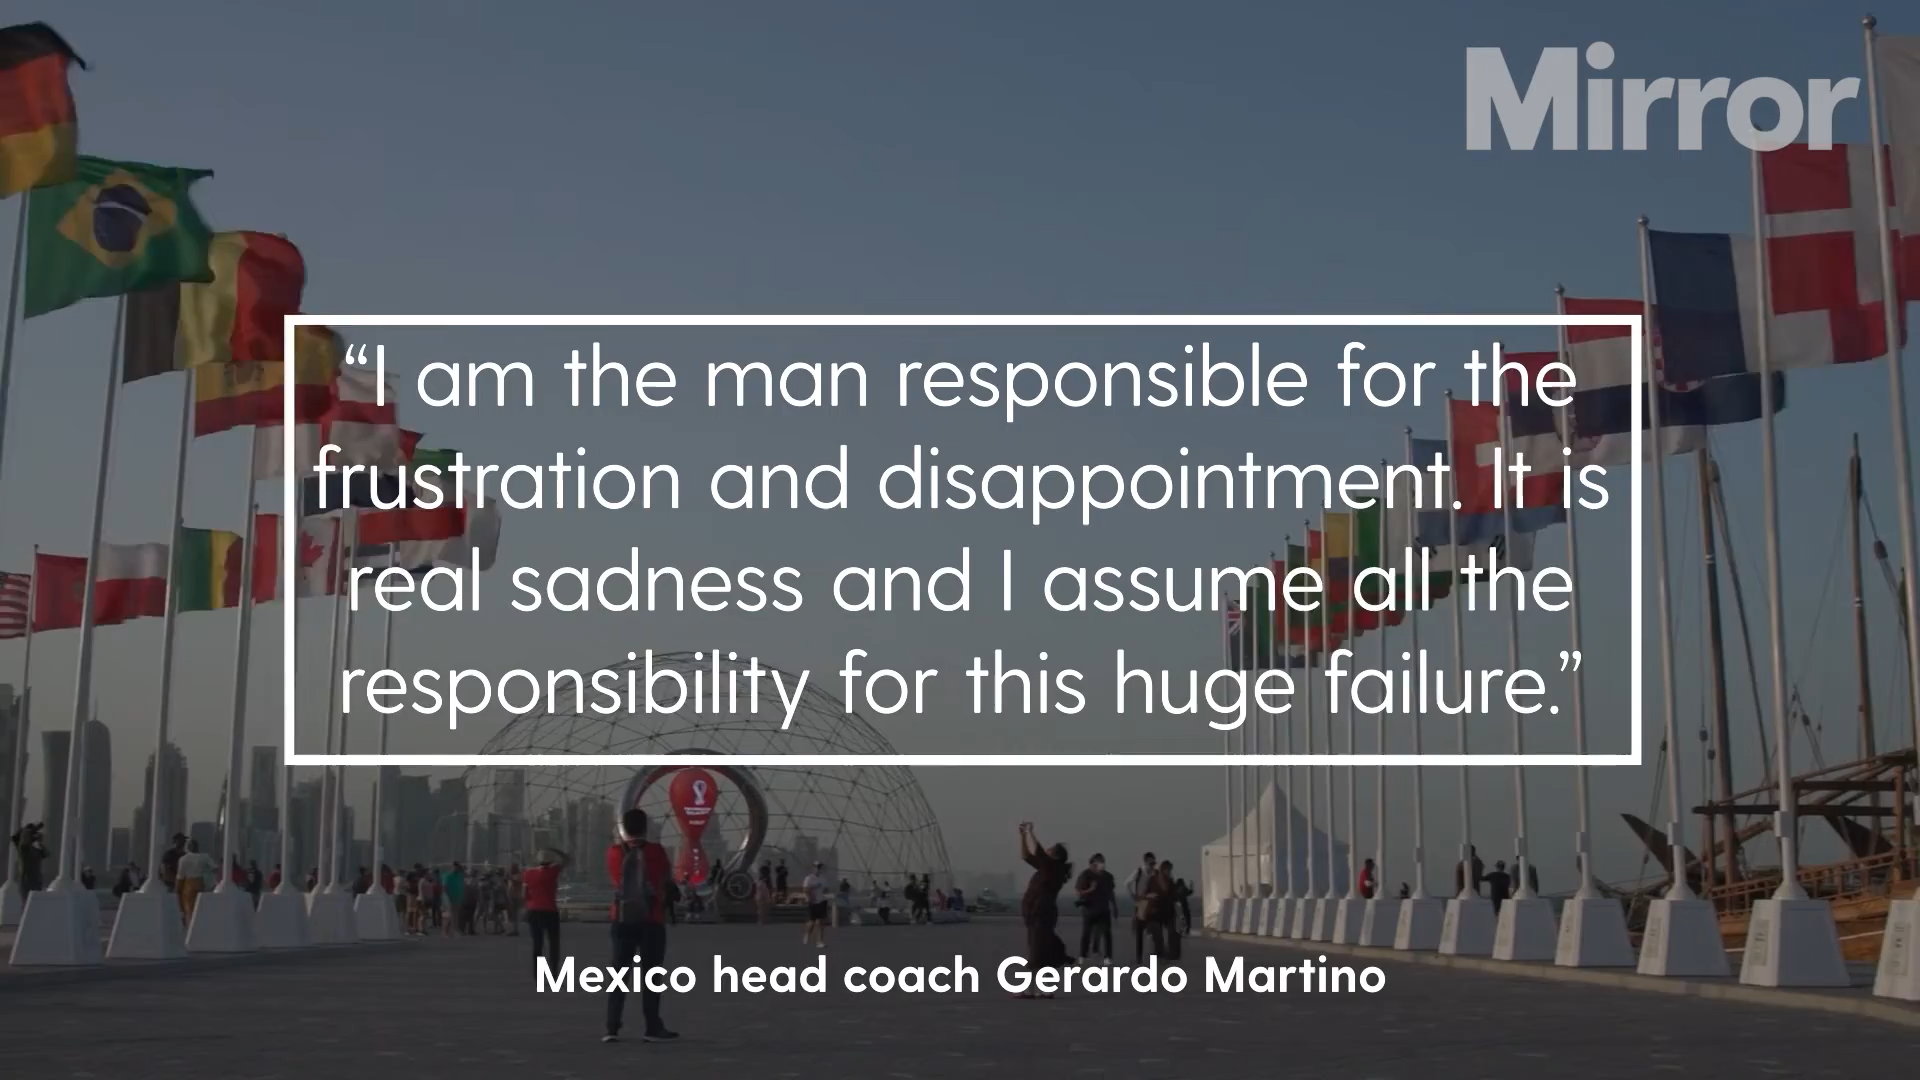 Mirror
“I am the man responsible for the
frustration and disappointment. It is
real sadness and I assume all the
responsibility for this huge failure.”
Mexico head coach Gerardo Martino